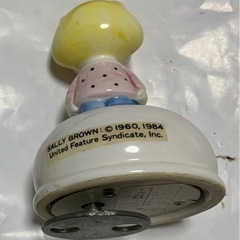 SALLY BROWN: © 1960, 1984
United Feature Syndicate, Inc.